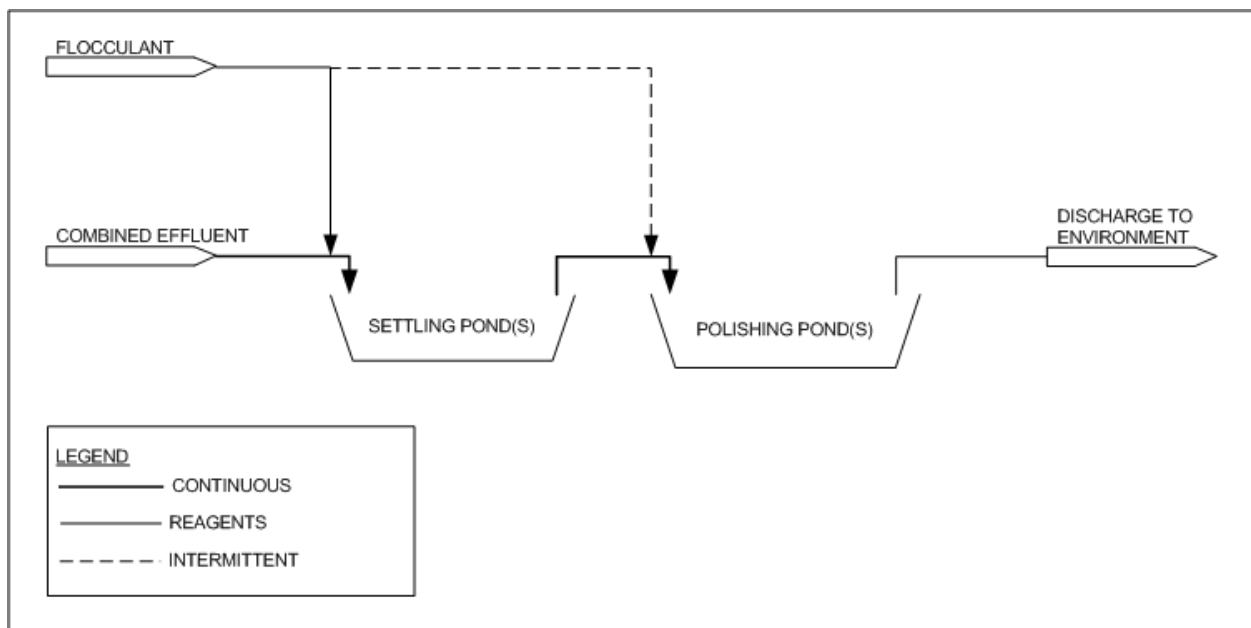 FLOCCULANT
COMBINED EFFLUENT
DISCHARGE TO
ENVIRONMENT
SETTLING POND(S)
POLISHING POND(S)
LEGEND
CONTINUOUS
REAGENTS
INTERMITTENT